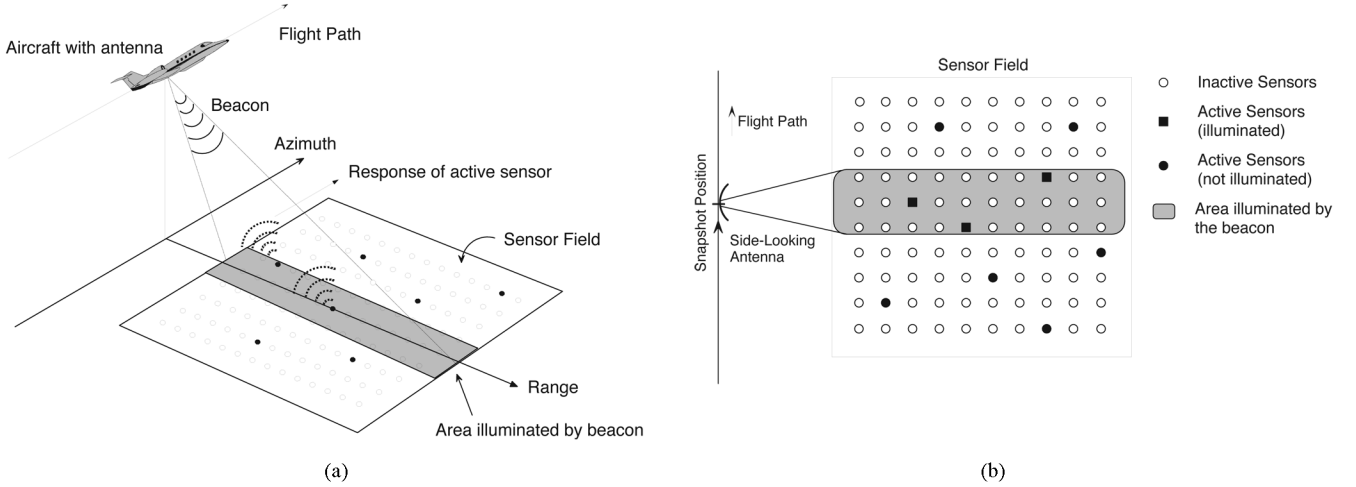 Flight Path
Aircraft with antenna
Beacon
Azimuth
Response of active sensor
Sensor Field
Range
Area illuminated by beacon
(a)
Sensor Field
Flight Path
Snapshot Position
Side-Looking
Antenna
Inactive Sensors
Active Sensors
(illuminated)
Active Sensors
(not illuminated)
Area illuminated by
the beacon
(b)